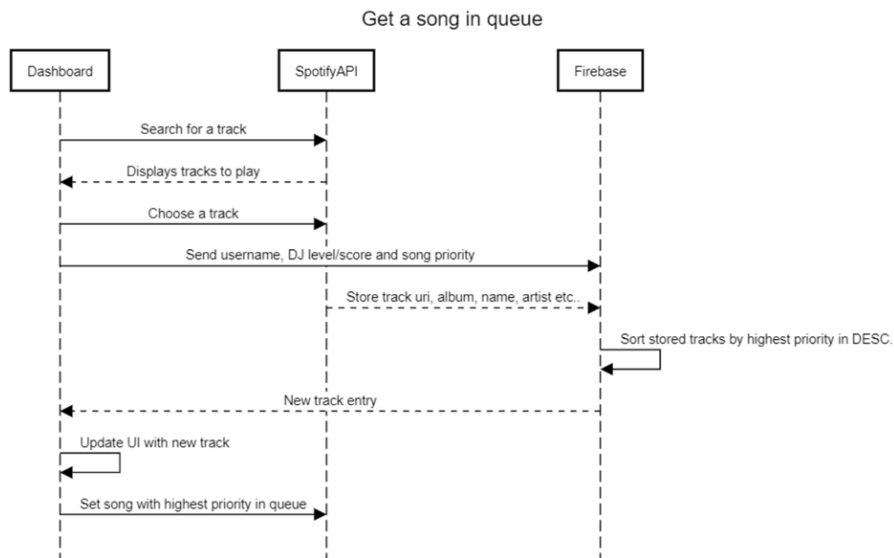 Get a song in queue
Dashboard
SpotifyAPI
Firebase
Search for a track
Displays tracks to play
Choose a track
Send username, DJ level/score and song priority
Store track uri, album, name, artist etc..
Sort stored tracks by highest priority in DESC.
New track entry
Update UI with new track
Set song with highest priority in queue